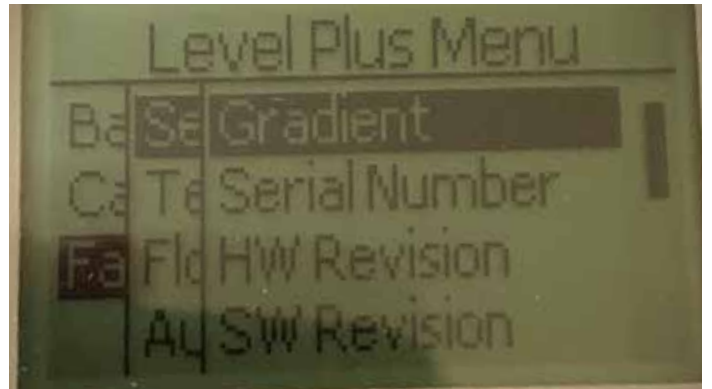 Level Plus Menu
Ba Se Gradient
Ca Te Serial Number
Fa Flo HW Revision
Au SW Revision